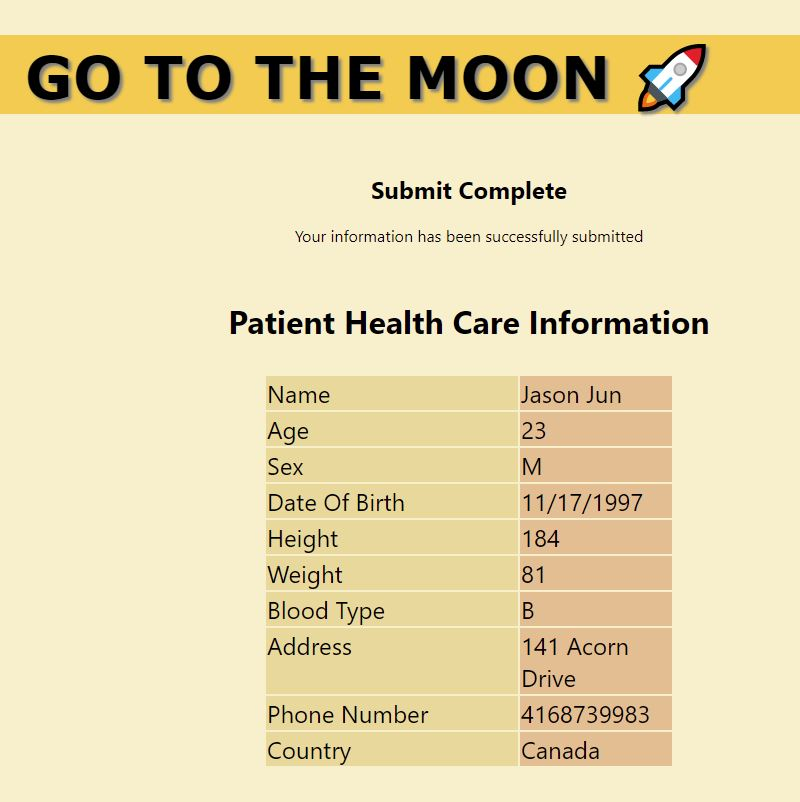 GO TO THE MOON 🚀
Submit Complete
Your information has been successfully submitted
Patient Health Care Information
Name Jason Jun
Age 23
Sex M
Date Of Birth 11/17/1997
Height 184
Weight 81
Blood Type B
Address 141 Acorn
Drive
Phone Number 4168739983
Country Canada